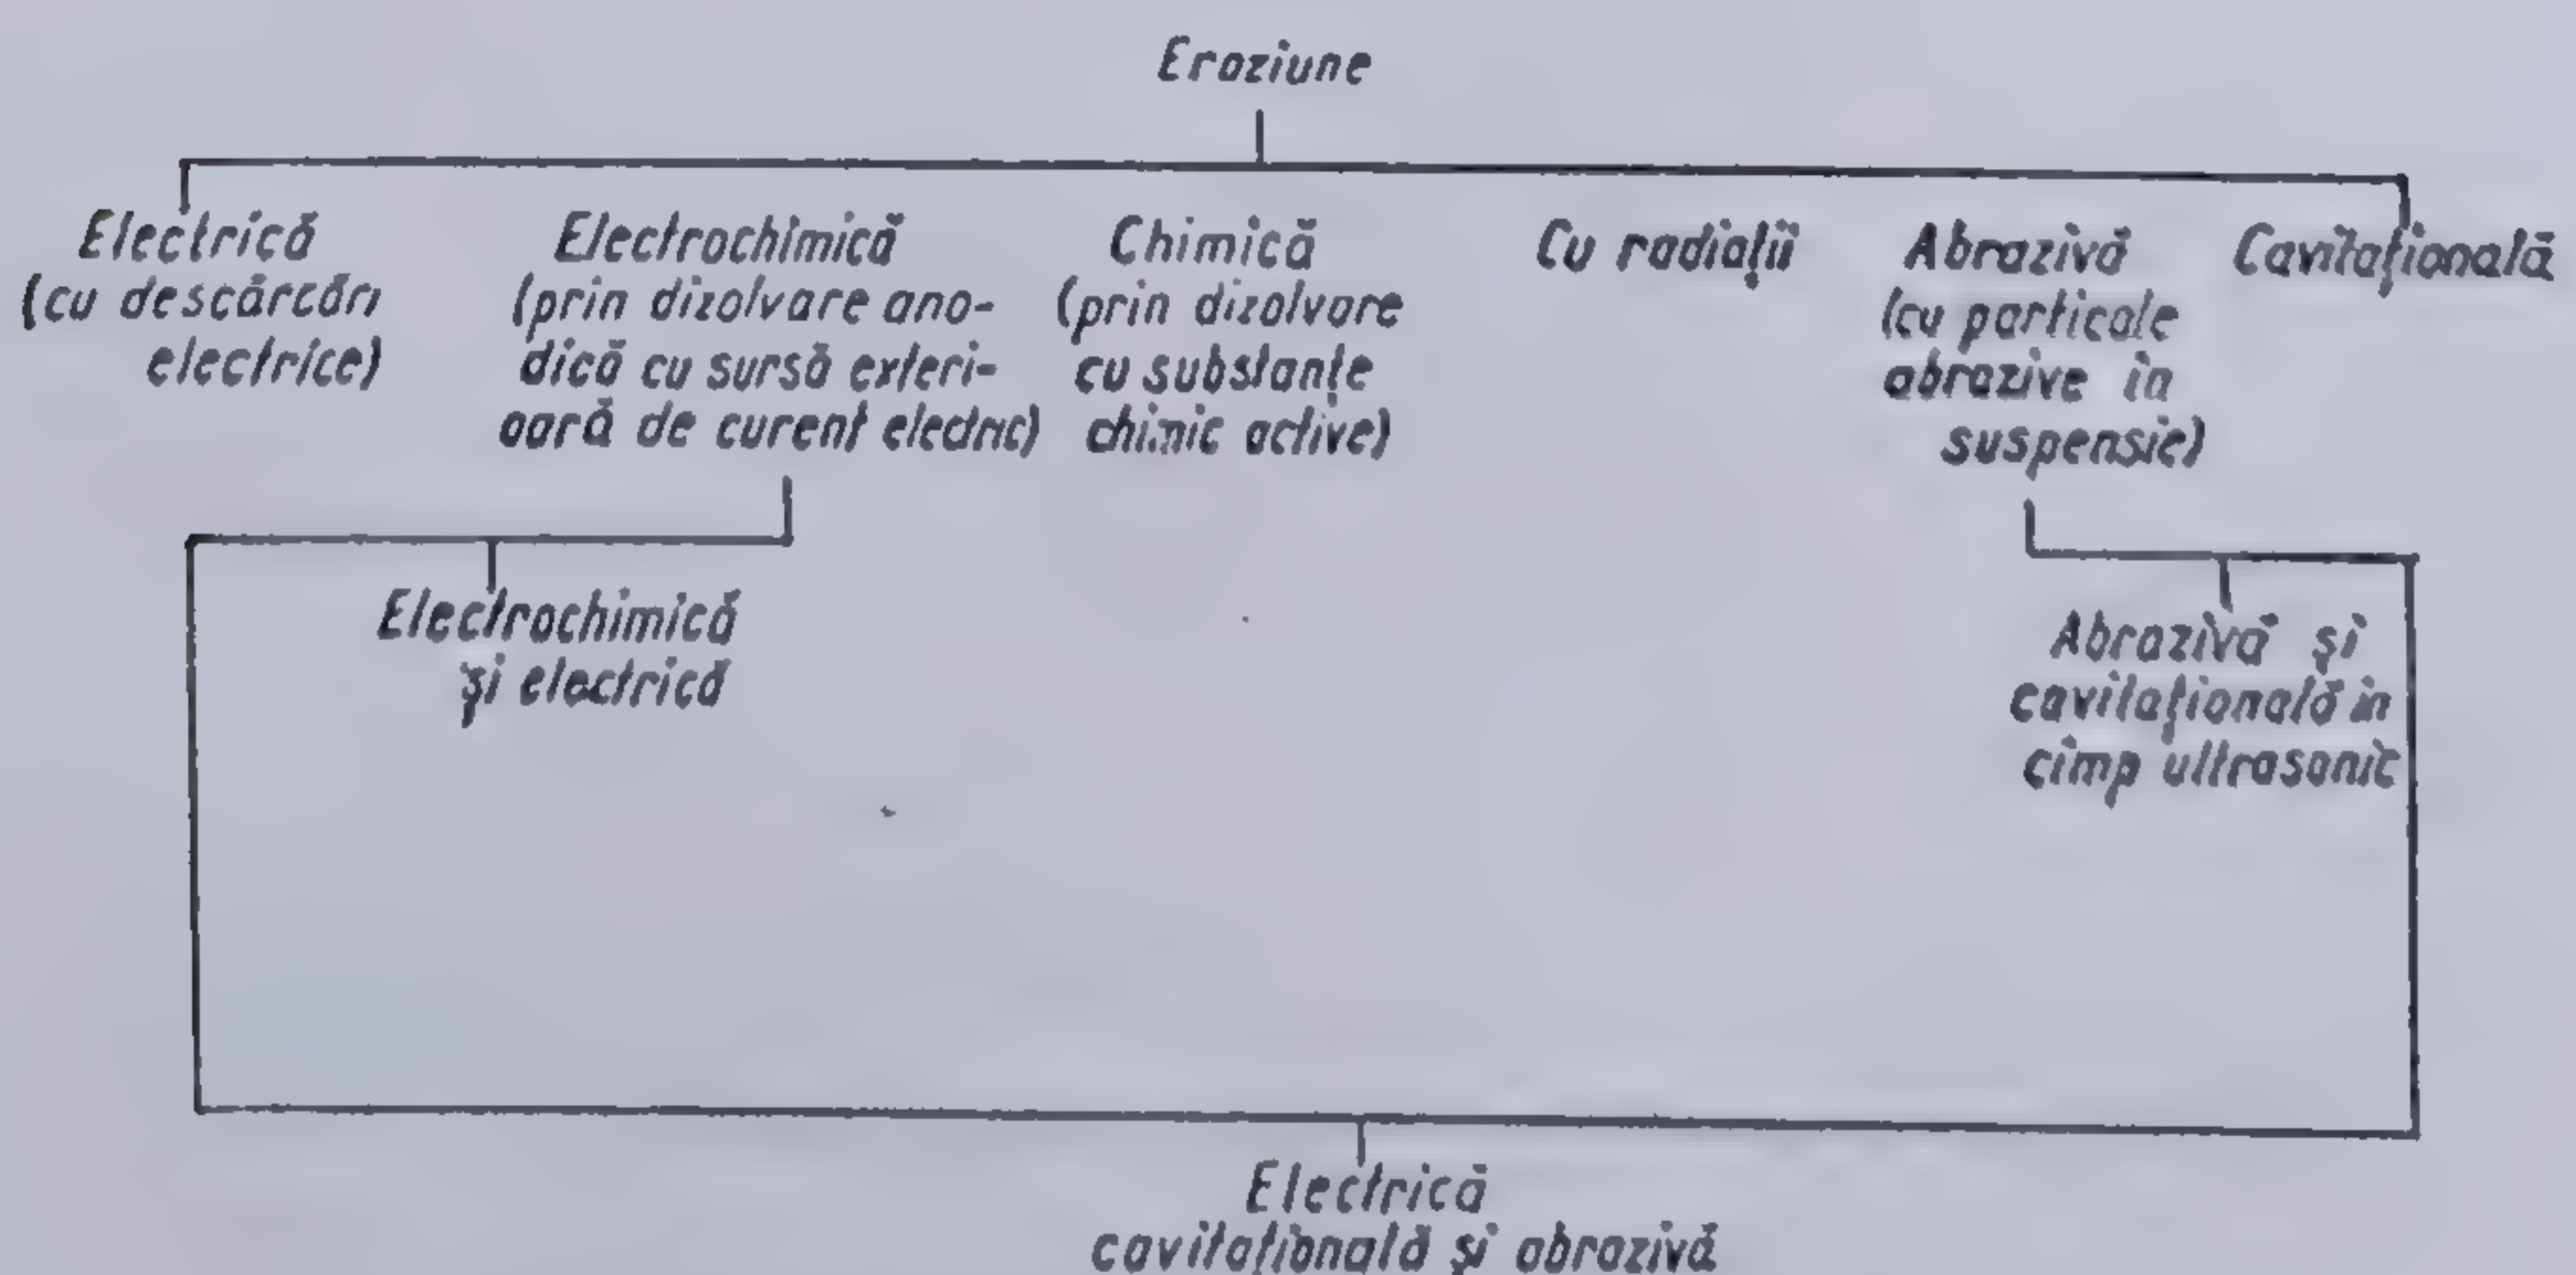 Eroziune
Electrică
(cu descărcări
electrice)
Electrochimică
(prin dizolvare ano-
dică cu sursă exteri-
oară de curent electric)
Chimică
(prin dizolvare
cu substanțe
chimic active)
Cu radiații
Abrazivă
(cu particole
abrazive în
suspensie)
Cavitațională
Electrochimică
și electrică
Abrazivă și
cavitațională în
cîmp ultrasonic
Electrică
cavitațională și abrazivă